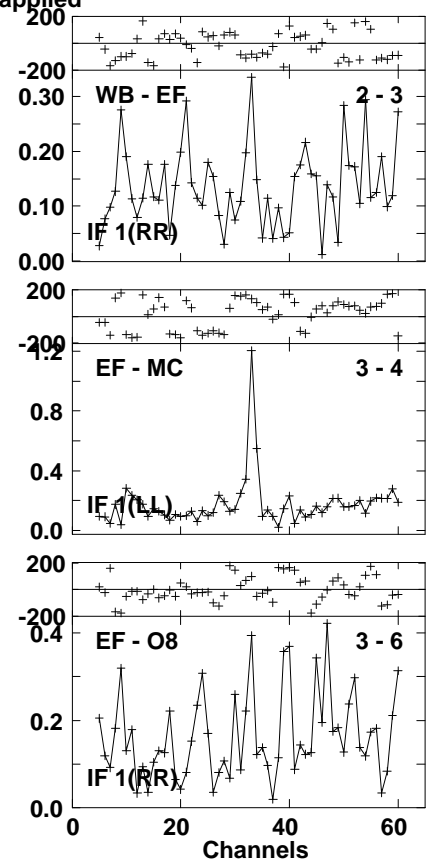 applied
200
-200
0.30
WB - EF 2 - 3
0.20
0.10
IF 1(RR)
0.00
200
-200
1.2
EF - MC 3 - 4
0.8
0.4
IF 1(LL)
0.0
200
-200
0.4
EF - O8 3 - 6
0.2
IF 1(RR)
0.0
0 20 40 60
Channels